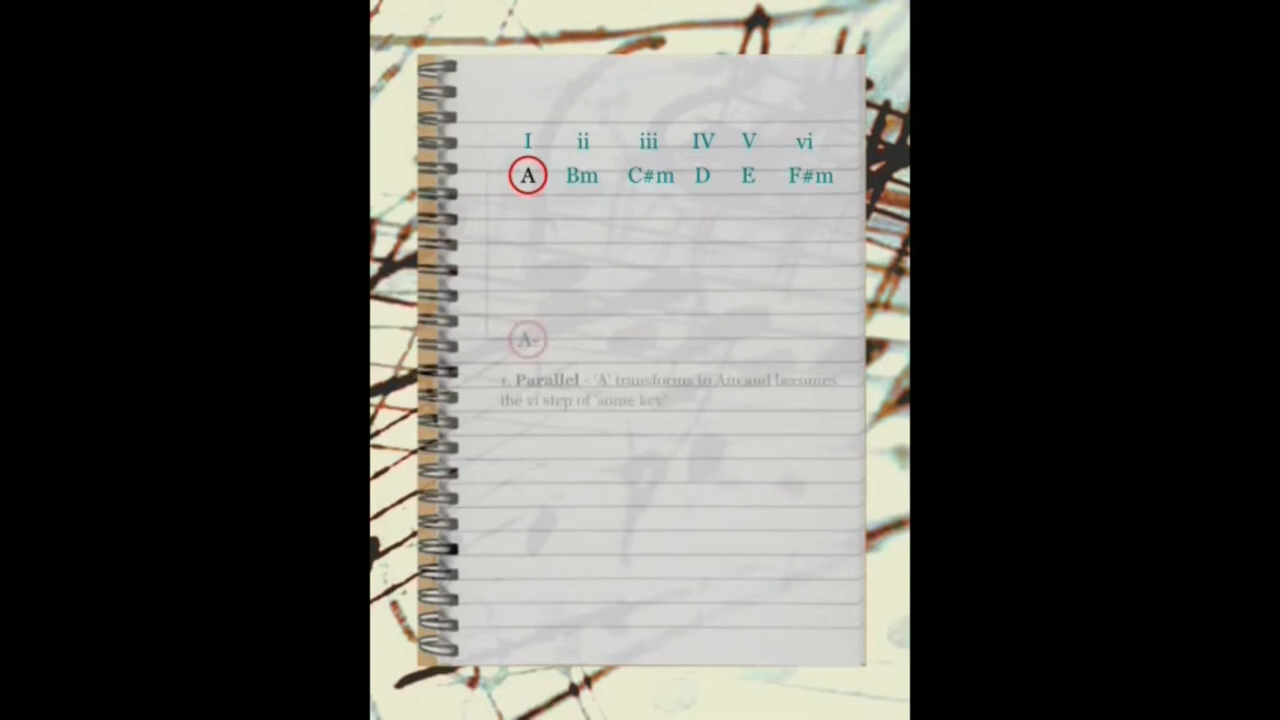 I ii iii IV V vi
A Bm C#m D E F#m
A-
1. Parallel - 'A' transforms to Am and becomes
the vi step of 'some key'